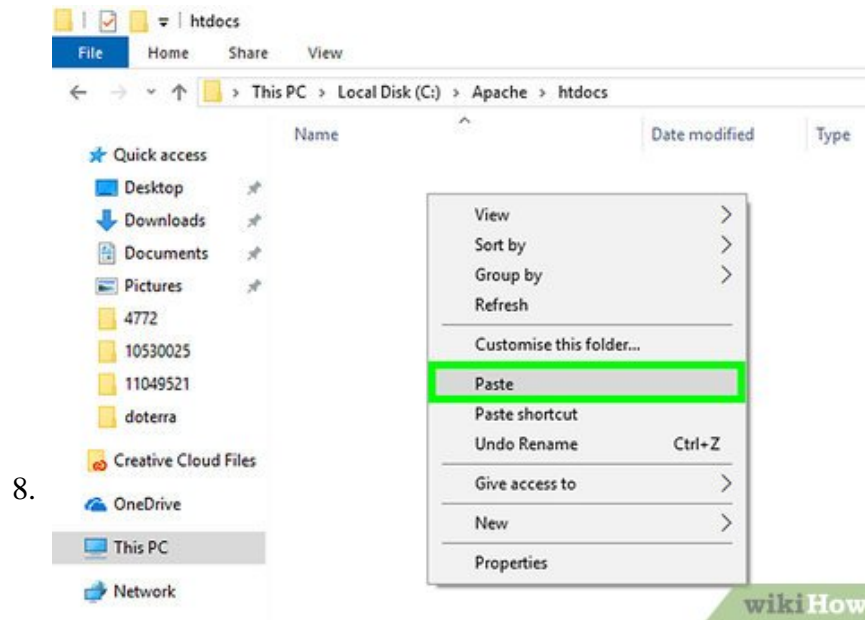 htdocs
File Home Share View
This PC > Local Disk (C:) > Apache > htdocs
Name Date modified Type
Quick access
Desktop
Downloads
Documents
Pictures
4772
10530025
11049521
doterra
Creative Cloud Files
OneDrive
This PC
Network
View
Sort by
Group by
Refresh
Customise this folder...
Paste
Paste shortcut
Undo Rename Ctrl+Z
Give access to
New
Properties
8.
wikiHow